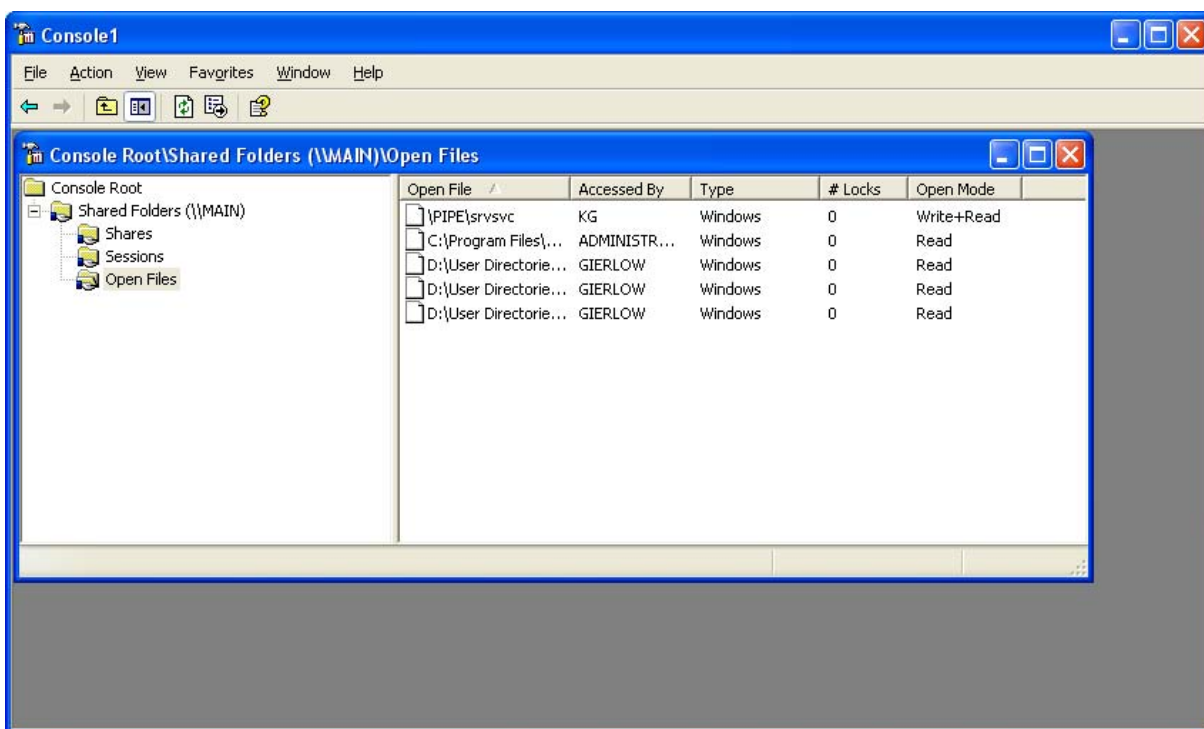 Console1
File Action View Favorites Window Help
Console Root\Shared Folders (\\MAIN)\Open Files
Console Root
Shared Folders (\\MAIN)
Shares
Sessions
Open Files
Open File Accessed By Type # Locks Open Mode
\PIPE\srvsvc KG Windows 0 Write+Read
C:\Program Files\... ADMINISTR... Windows 0 Read
D:\User Directorie... GIERLOW Windows 0 Read
D:\User Directorie... GIERLOW Windows 0 Read
D:\User Directorie... GIERLOW Windows 0 Read